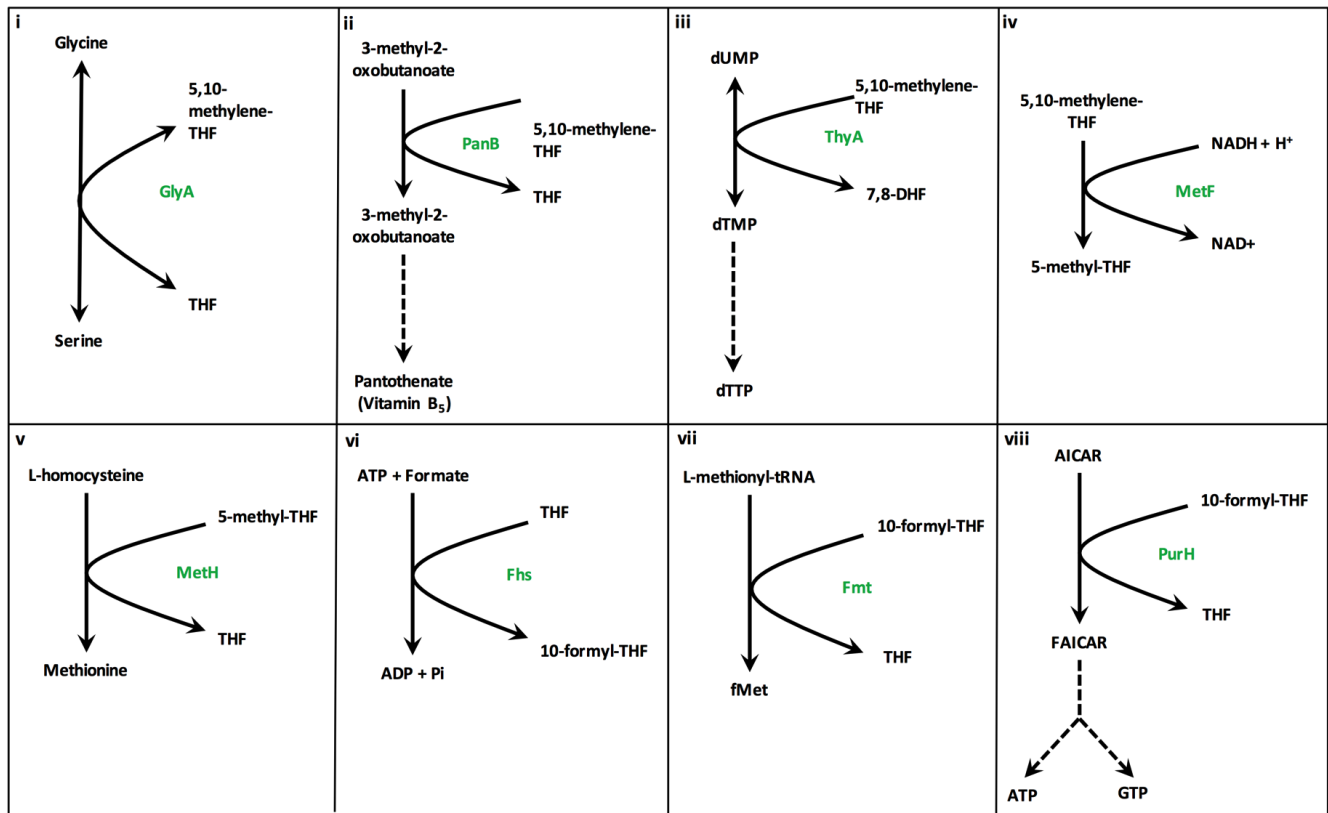 i
Glycine
5,10-
methylene-
THF
GlyA
THF
Serine
ii
3-methyl-2-
oxobutanoate
5,10-methylene-
THF
PanB
THF
3-methyl-2-
oxobutanoate
Pantothenate
(Vitamin B₅)
iii
dUMP
5,10-methylene-
THF
ThyA
7,8-DHF
dTMP
dTTP
iv
5,10-methylene-
THF
NADH + H⁺
MetF
NAD+
5-methyl-THF
v
L-homocysteine
5-methyl-THF
MetH
THF
Methionine
vi
ATP + Formate
THF
Fhs
10-formyl-THF
ADP + Pi
vii
L-methionyl-tRNA
10-formyl-THF
Fmt
THF
fMet
viii
AICAR
10-formyl-THF
PurH
THF
FAICAR
ATP
GTP